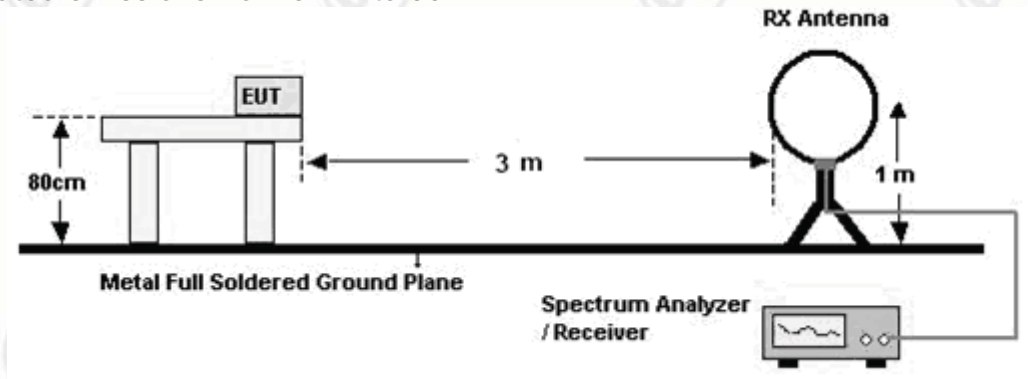 RX Antenna
EUT
80cm
3 m
1 m
Metal Full Soldered Ground Plane
Spectrum Analyzer
/ Receiver